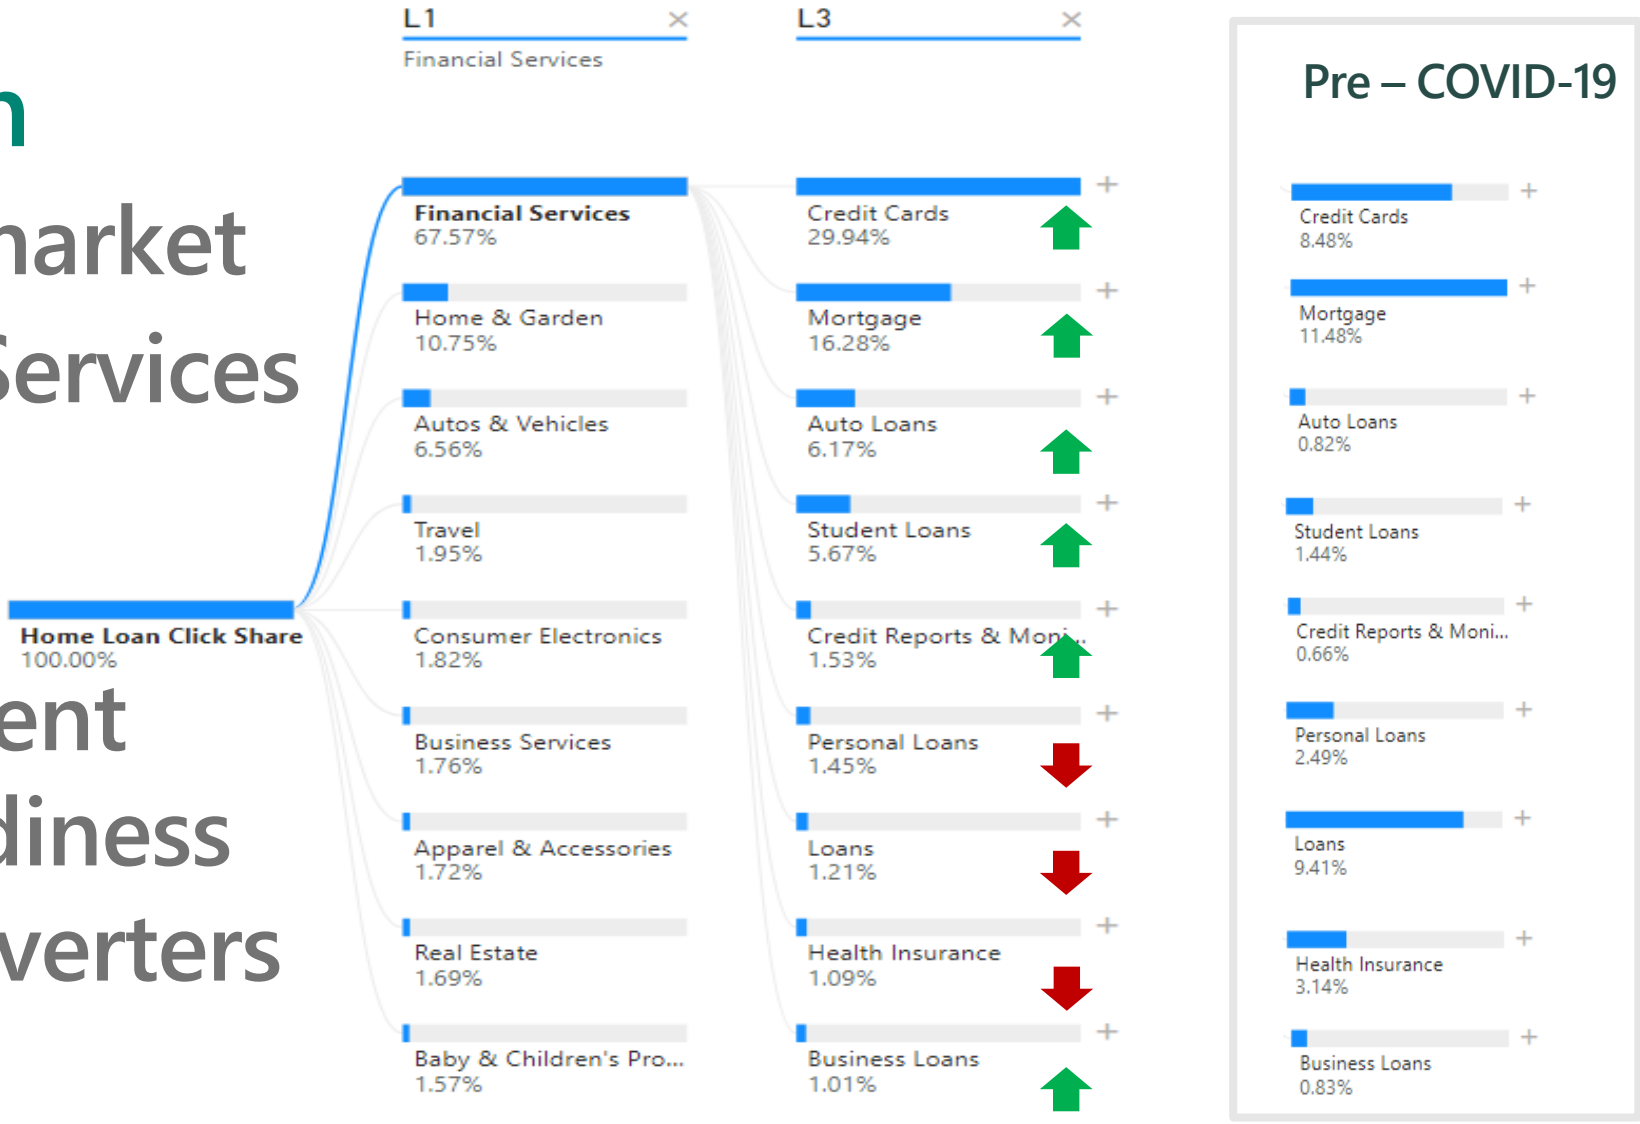 L1
Financial Services
L3
Pre – COVID-19
Services
Home Loan Click Share
100.00%
Financial Services
67.57%
Home & Garden
10.75%
Autos & Vehicles
6.56%
Travel
1.95%
Consumer Electronics
1.82%
Business Services
1.76%
Apparel & Accessories
1.72%
Real Estate
1.69%
Baby & Children's Pro...
1.57%
Credit Cards
29.94%
Mortgage
16.28%
Auto Loans
6.17%
Student Loans
5.67%
Credit Reports & Moni...
1.53%
Personal Loans
1.45%
Loans
1.21%
Health Insurance
1.09%
Business Loans
1.01%
Credit Cards
8.48%
Mortgage
11.48%
Auto Loans
0.82%
Student Loans
1.44%
Credit Reports & Moni...
0.66%
Personal Loans
2.49%
Loans
9.41%
Health Insurance
3.14%
Business Loans
0.83%